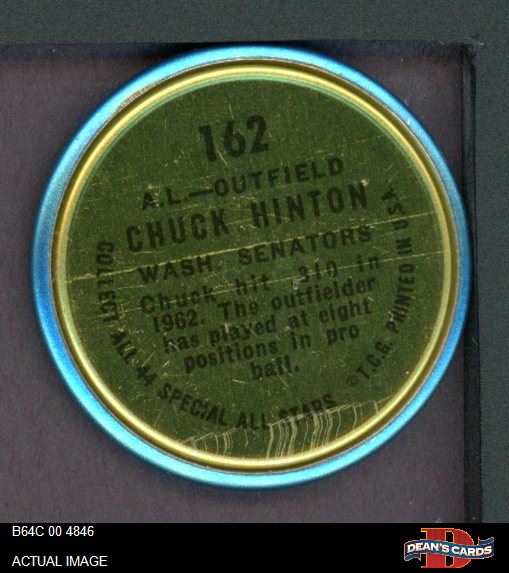 162
A.L.—OUTFIELD
CHUCK HINTON
WASH. SENATORS
Chuck hit .310 in
1962. The outfielder
has played at eight
positions in pro
ball.
COLLECT ALL 44 SPECIAL ALL STARS
©T.C.G. PRINTED IN USA
B64C 00 4846
ACTUAL IMAGE
D
DEAN'S CARDS